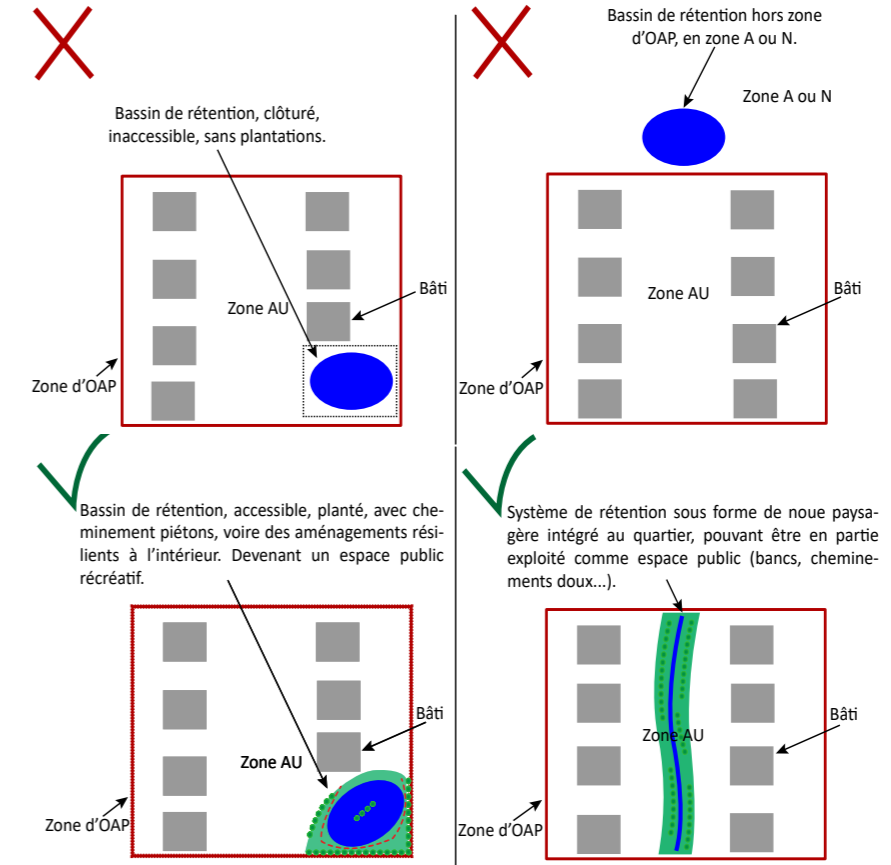 Bassin de rétention, clôturé,
inaccessible, sans plantations.
Zone AU
Bâti
Zone d'OAP
Bassin de rétention hors zone
d'OAP, en zone A ou N.
Zone A ou N
Zone AU
Bâti
Zone d'OAP
Bassin de rétention, accessible, planté, avec che-
minement piétons, voire des aménagements rési-
lients à l'intérieur. Devenant un espace public
récréatif.
Bâti
Zone AU
Zone d'OAP
Système de rétention sous forme de noue paysa-
gère intégré au quartier, pouvant être en partie
exploité comme espace public (bancs, chemine-
ments doux...).
Bâti
Zone AU
Zone d'OAP